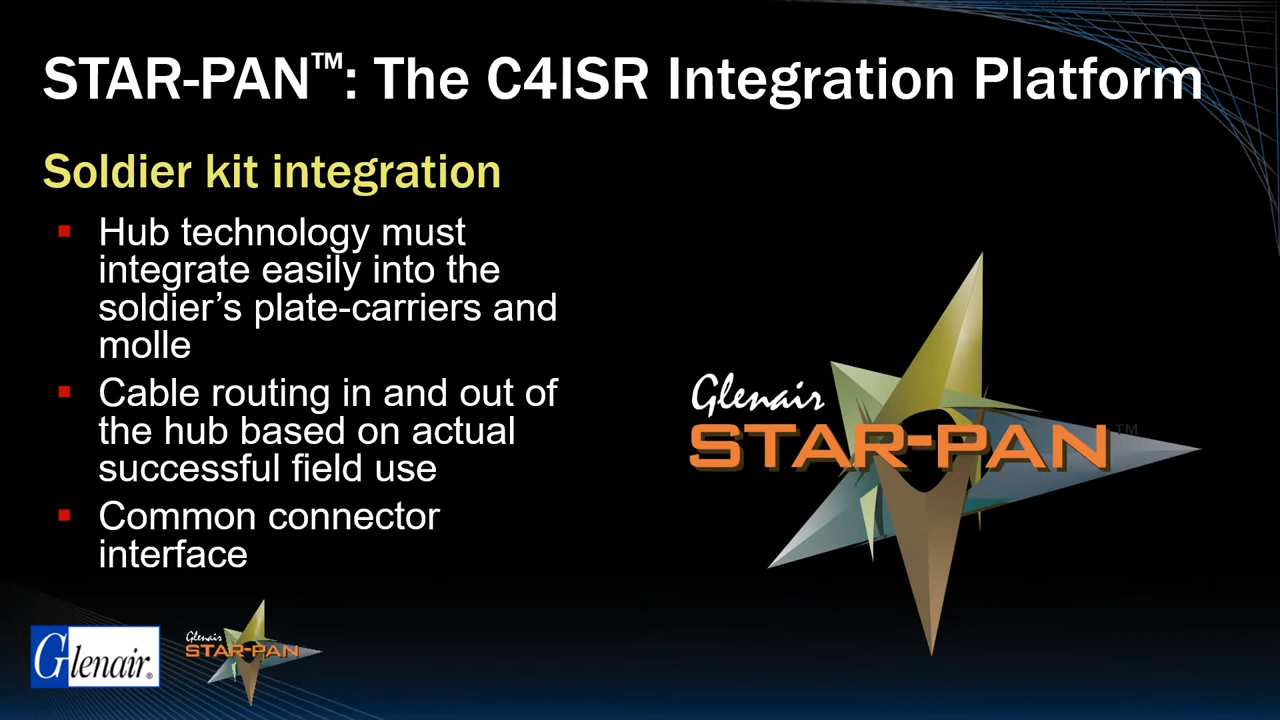 STAR-PAN™: The C4ISR Integration Platform
Soldier kit integration
Hub technology must
integrate easily into the
soldier’s plate-carriers and
molle
Cable routing in and out of
the hub based on actual
successful field use
Common connector
interface
Glenair
STAR-PAN™
Glenair®
Glenair
STAR-PAN